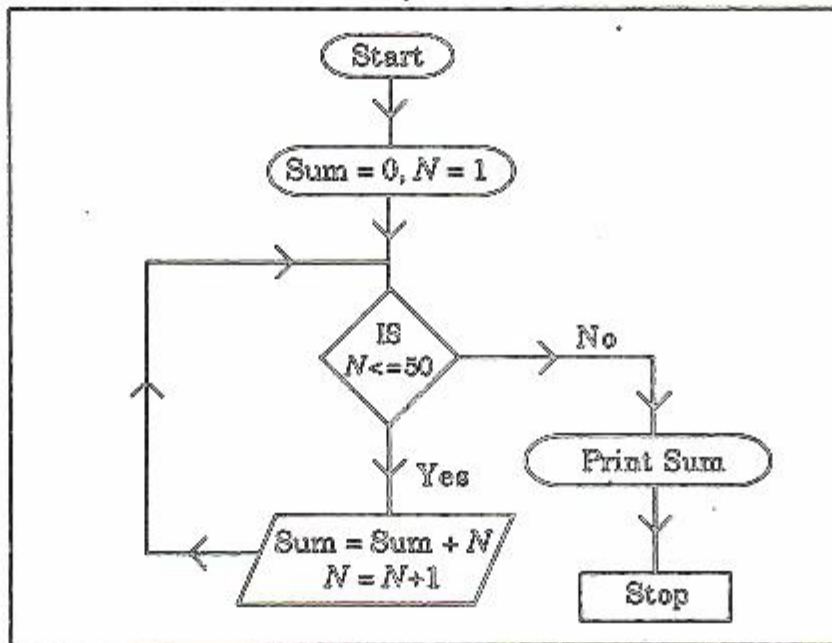 Start
Sum = 0, N = 1
IS
N<=50
No
Yes
Print Sum
Sum = Sum + N
N = N+1
Stop